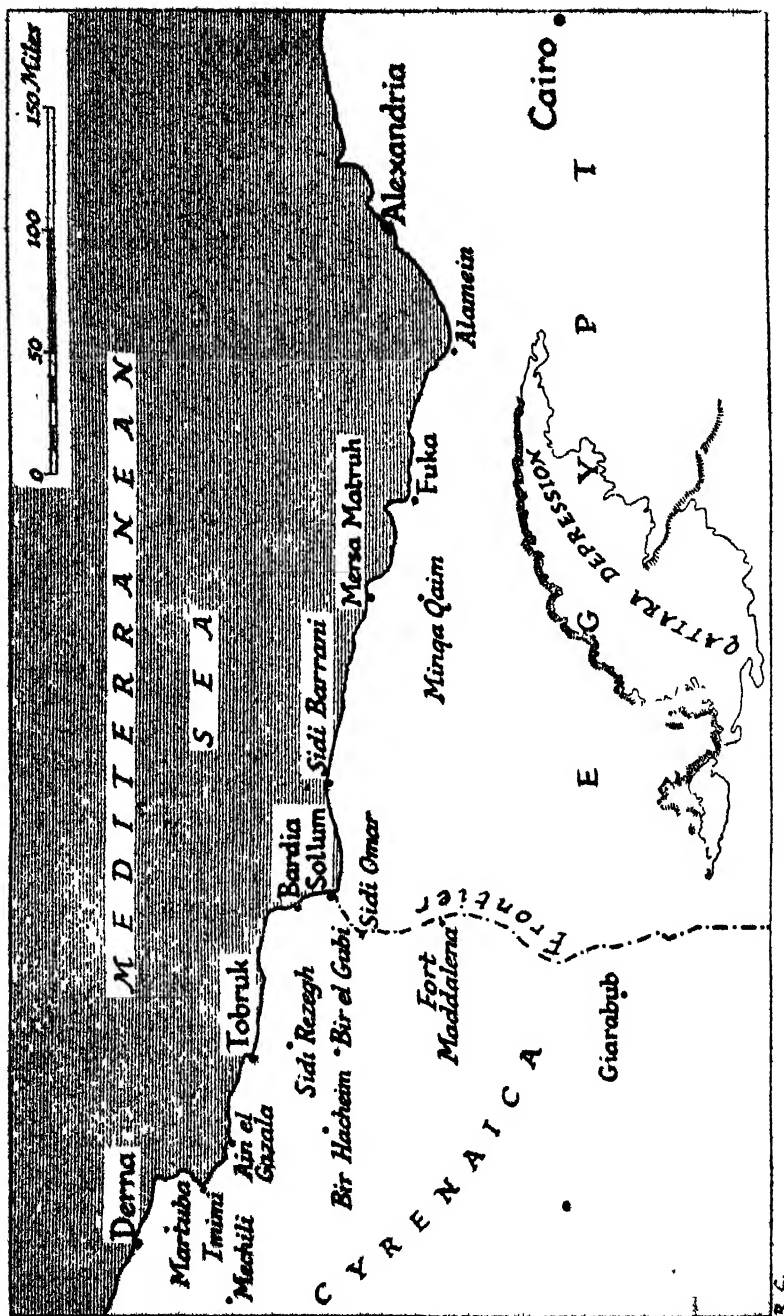 0 50 100 150 Miles
MEDITERRANEAN
SEA
Derna
Martuba
Imimi
Mechili
Ain el
Gazala
Tobruk
Bardia
Sollum
Sidi Barrani
Mersa Matruh
Fuka
Alamein
Alexandria
Cairo
Sidi Rezegh
Bir Hacheim
Bir el Gubi
Sidi Omar
Minqa Qaim
Fort
Maddalena
Frontier
Giarabub
CYRENAICA
EGYPT
QATTARA DEPRESSION